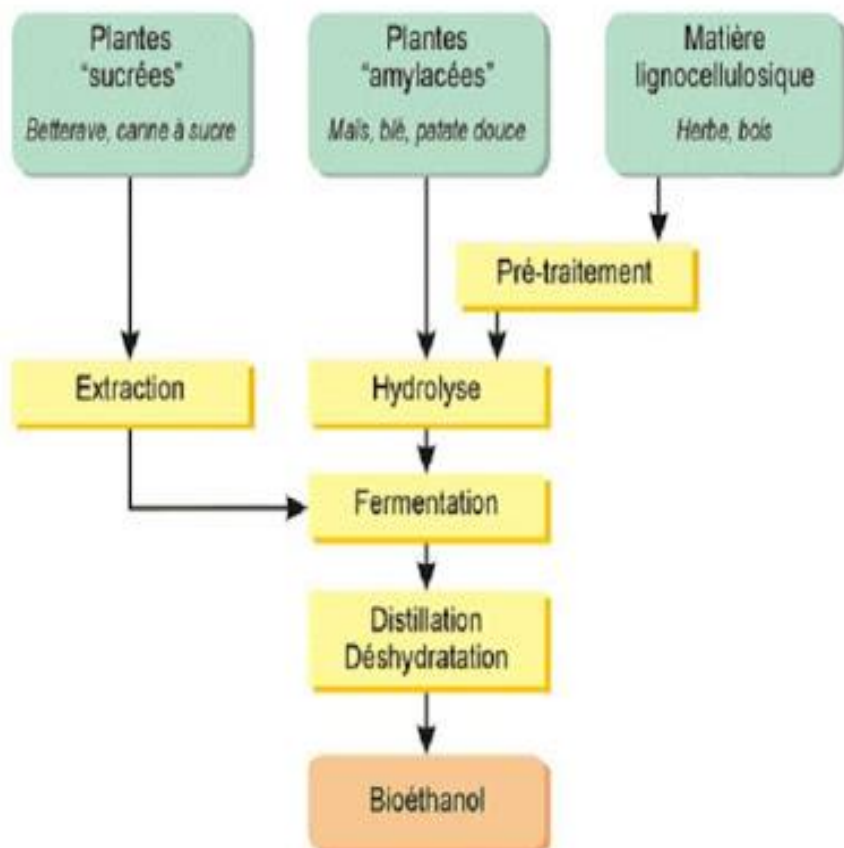 Plantes
"sucrées"
Betterave, canne à sucre
Plantes
"amylacées"
Maïs, blé, patate douce
Matière
lignocellulosique
Herbe, bois
Pré-traitement
Extraction
Hydrolyse
Fermentation
Distillation
Déshydratation
Bioéthanol